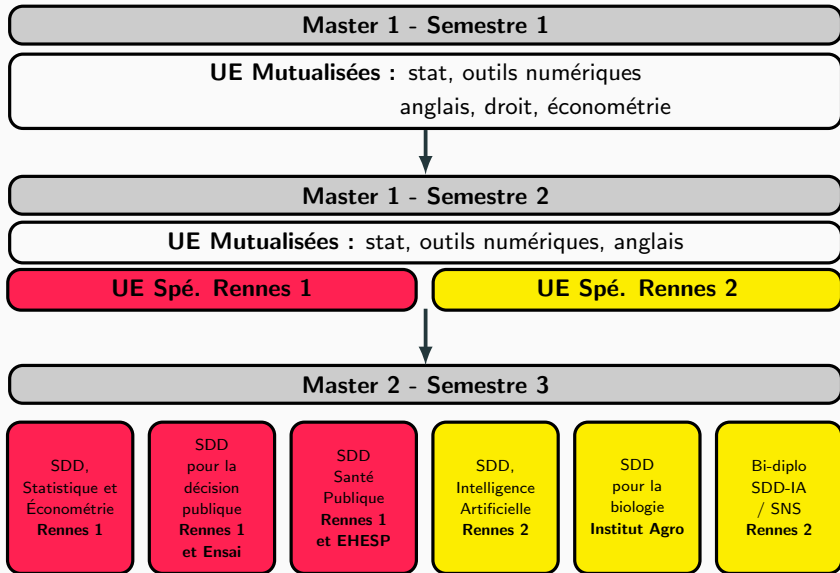 Master 1 - Semestre 1
UE Mutualisées : stat, outils numériques
anglais, droit, économétrie
Master 1 - Semestre 2
UE Mutualisées : stat, outils numériques, anglais
UE Spé. Rennes 1
UE Spé. Rennes 2
Master 2 - Semestre 3
SDD,
Statistique et
Économétrie
Rennes 1
SDD
pour la
décision
publique
Rennes 1
et Ensai
SDD
Santé
Publique
Rennes 1
et EHESP
SDD,
Intelligence
Artificielle
Rennes 2
SDD
pour la
biologie
Institut Agro
Bi-diplo
SDD-IA
/ SNS
Rennes 2